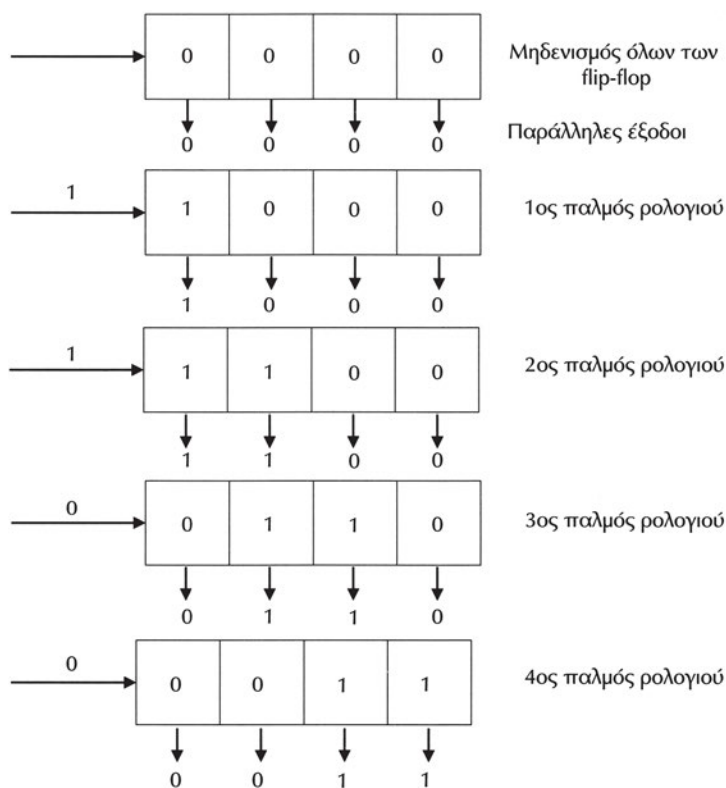 0 0 0 0
Μηδενισμός όλων των
flip-flop
0 0 0 0
Παράλληλες έξοδοι
1
1 0 0 0
1ος παλμός ρολογιού
1 0 0 0
1
1 1 0 0
2ος παλμός ρολογιού
1 1 0 0
0
0 1 1 0
3ος παλμός ρολογιού
0 1 1 0
0
0 0 1 1
4ος παλμός ρολογιού
0 0 1 1